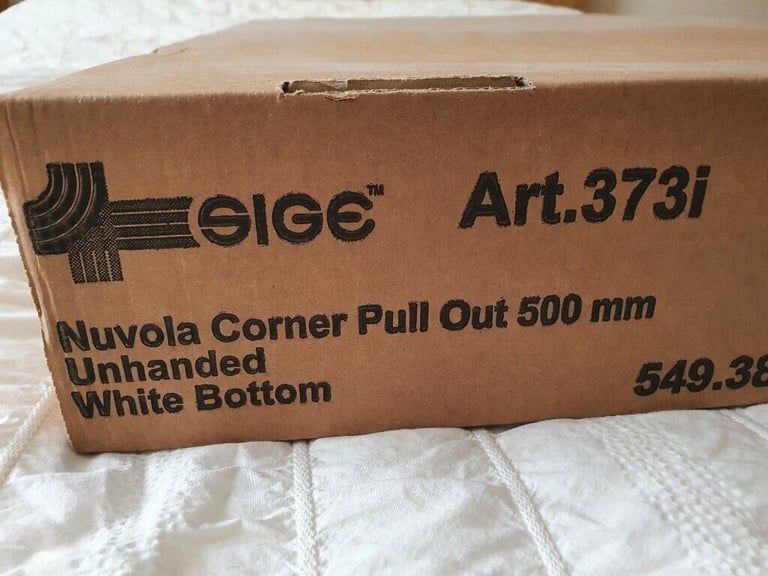 SIGE™ Art.373i
Nuvola Corner Pull Out 500 mm
Unhanded
White Bottom
549.38